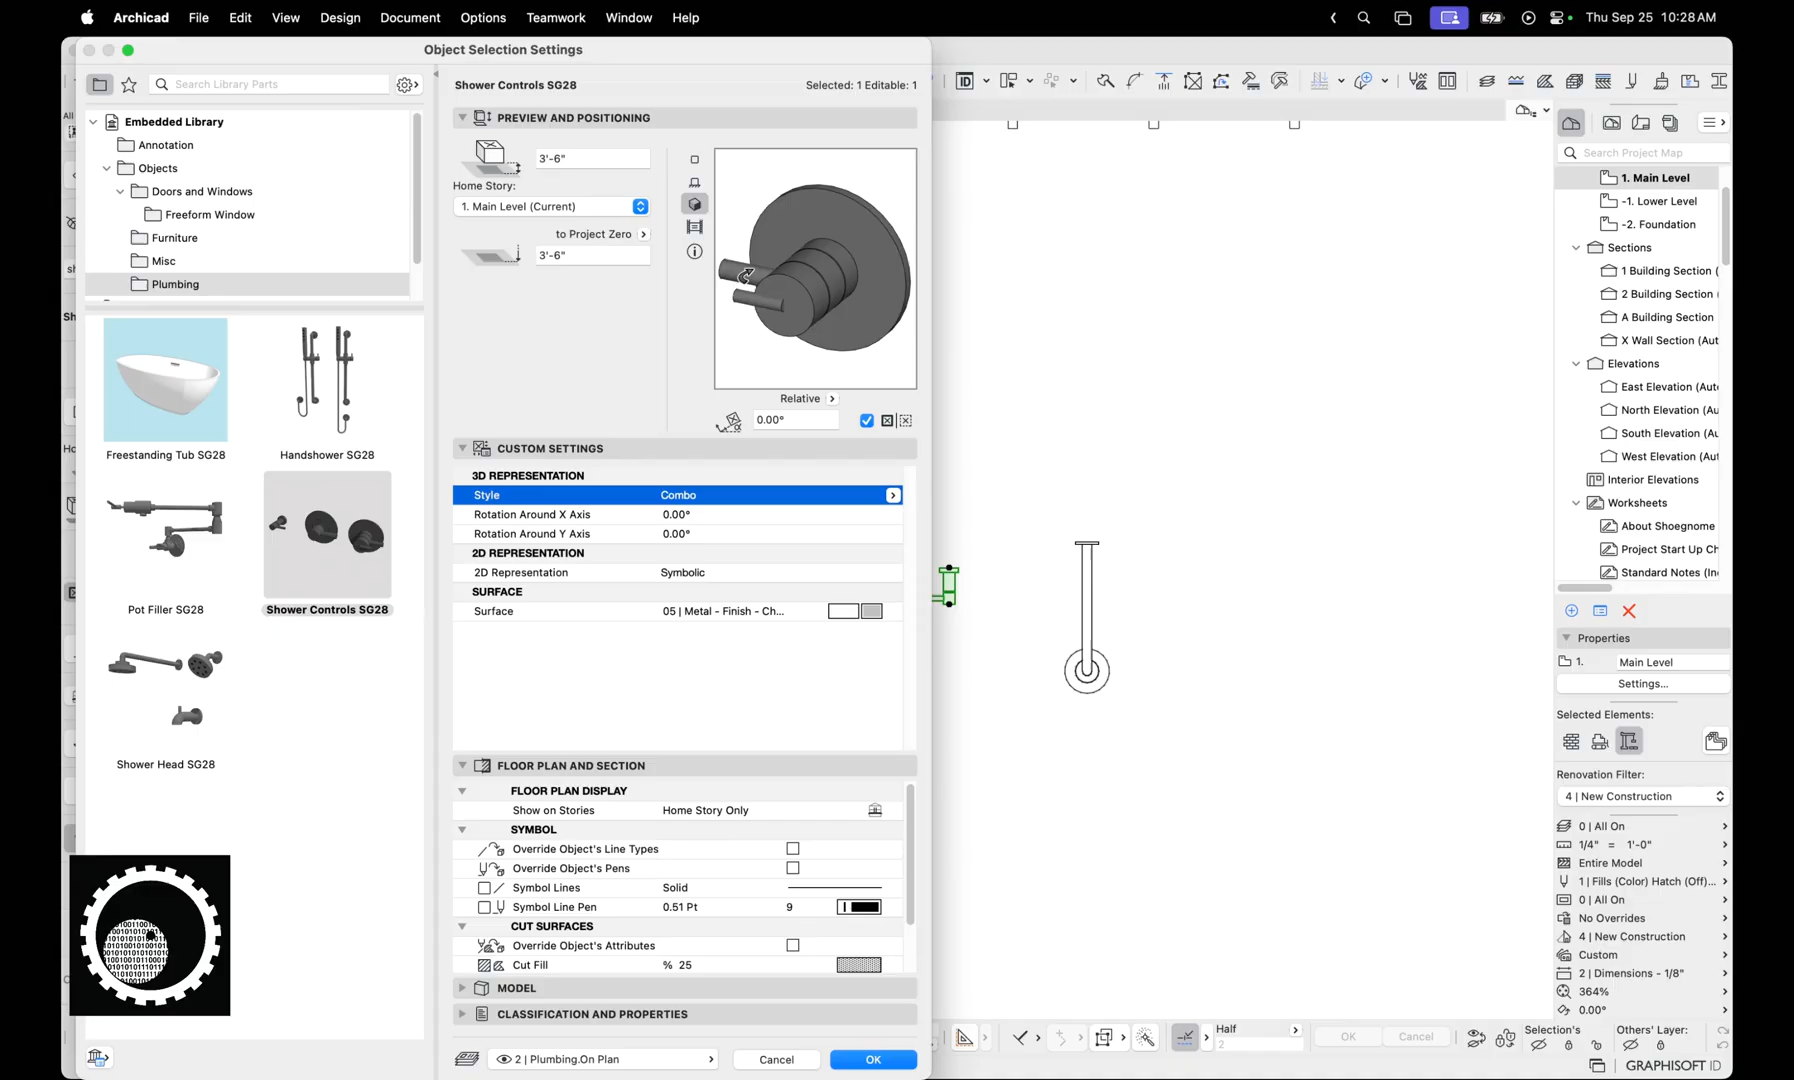 Archicad File Edit View Design Document Options Teamwork Window Help
Thu Sep 25 10:28 AM
Object Selection Settings
Search Library Parts
Embedded Library
Annotation
Objects
Doors and Windows
Freeform Window
Furniture
Misc
Plumbing
Freestanding Tub SG28
Handshower SG28
Pot Filler SG28
Shower Controls SG28
Shower Head SG28
Shower Controls SG28
Selected: 1 Editable: 1
PREVIEW AND POSITIONING
3'-6"
Home Story:
1. Main Level (Current)
to Project Zero
3'-6"
Relative
0.00°
CUSTOM SETTINGS
3D REPRESENTATION
Style Combo
Rotation Around X Axis 0.00°
Rotation Around Y Axis 0.00°
2D REPRESENTATION
2D Representation Symbolic
SURFACE
Surface 05 | Metal - Finish - Ch...
FLOOR PLAN AND SECTION
FLOOR PLAN DISPLAY
Show on Stories Home Story Only
SYMBOL
Override Object's Line Types
Override Object's Pens
Symbol Lines Solid
Symbol Line Pen 0.51 Pt 9
CUT SURFACES
Override Object's Attributes
Cut Fill % 25
MODEL
CLASSIFICATION AND PROPERTIES
2 | Plumbing.On Plan
Cancel OK
ID
Search Project Map
1. Main Level
-1. Lower Level
-2. Foundation
Sections
1 Building Section (
2 Building Section
A Building Section
X Wall Section (Aut
Elevations
East Elevation (Aut
North Elevation (Au
South Elevation (Au
West Elevation (Aut
Interior Elevations
Worksheets
About Shoegnome
Project Start Up Ch
Standard Notes (In
Properties
1. Main Level
Settings...
Selected Elements:
Renovation Filter:
4 | New Construction
0 | All On
1/4" = 1'-0"
Entire Model
1 | Fills (Color) Hatch (Off)...
0 | All On
No Overrides
4 | New Construction
Custom
2 | Dimensions - 1/8"
364%
0.00°
Half
2
OK Cancel
Selection's
Others' Layer:
GRAPHISOFT ID